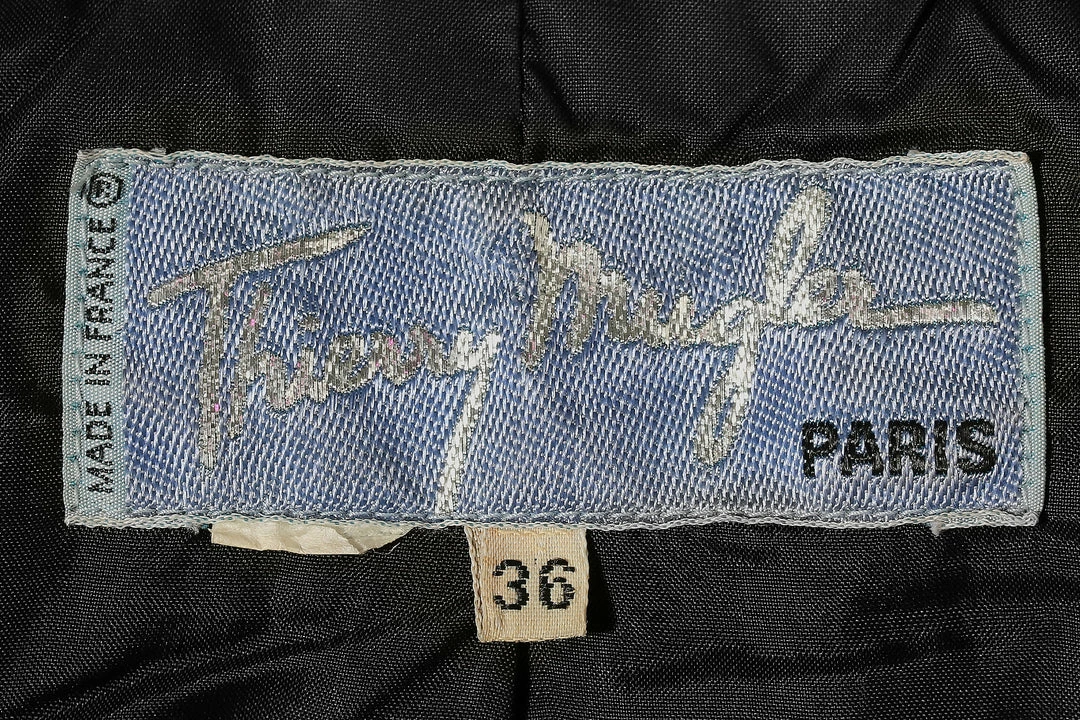 MADE IN FRANCE ®
Thierry Mugler
PARIS
36